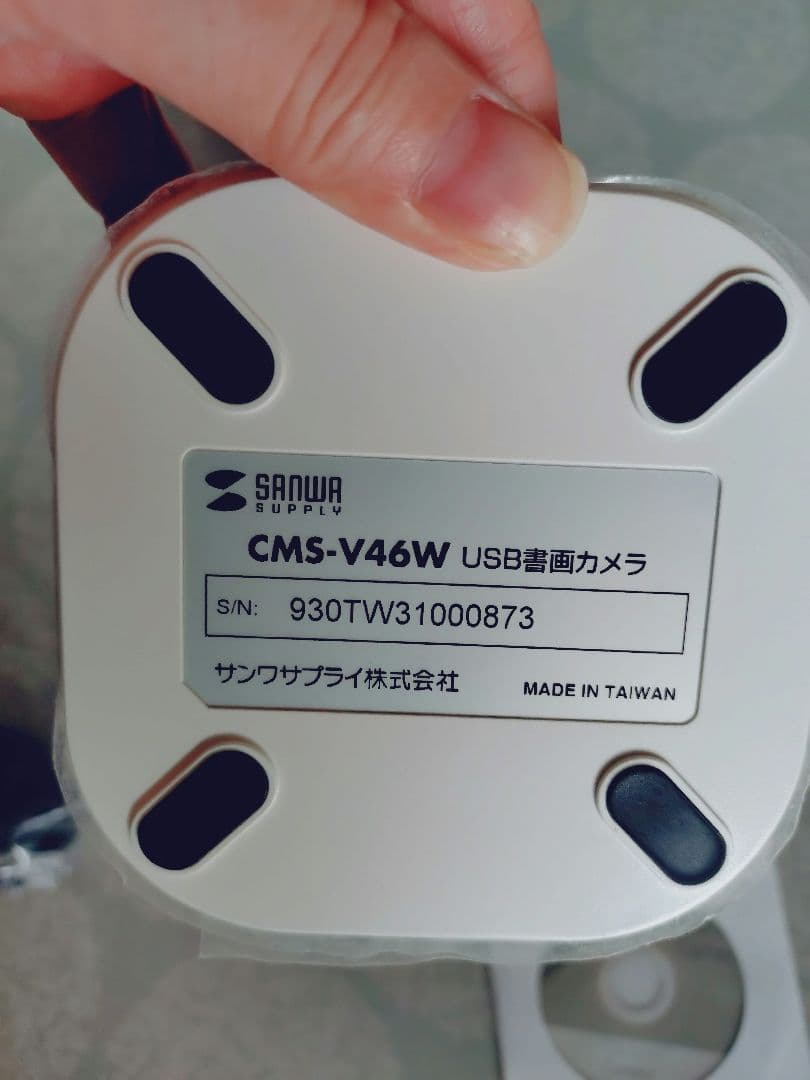 SANWA
SUPPLY
CMS-V46W USB書画カメラ
S/N: 930TW31000873
サンワサプライ株式会社
MADE IN TAIWAN